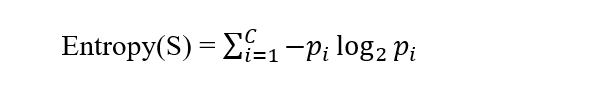 Entropy(S) = ∑_{i=1}^{C} −p_i log_2 p_i